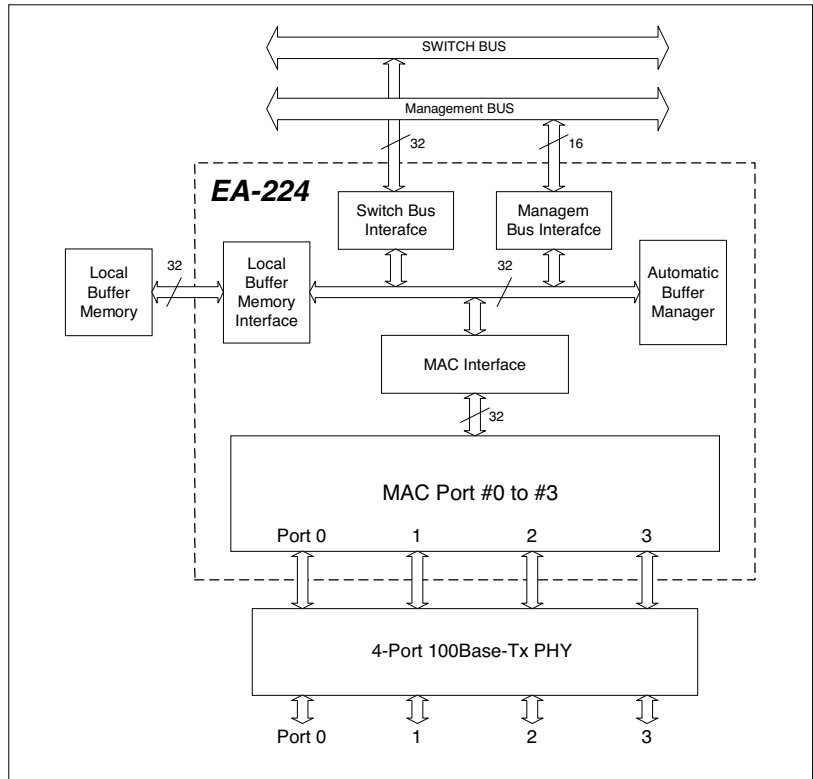 SWITCH BUS
Management BUS
32
16
EA-224
Switch Bus
Interafce
Managem
Bus Interafce
Local
Buffer
Memory
32
Local
Buffer
Memory
Interface
32
Automatic
Buffer
Manager
MAC Interface
32
MAC Port #0 to #3
Port 0 1 2 3
4-Port 100Base-Tx PHY
Port 0 1 2 3